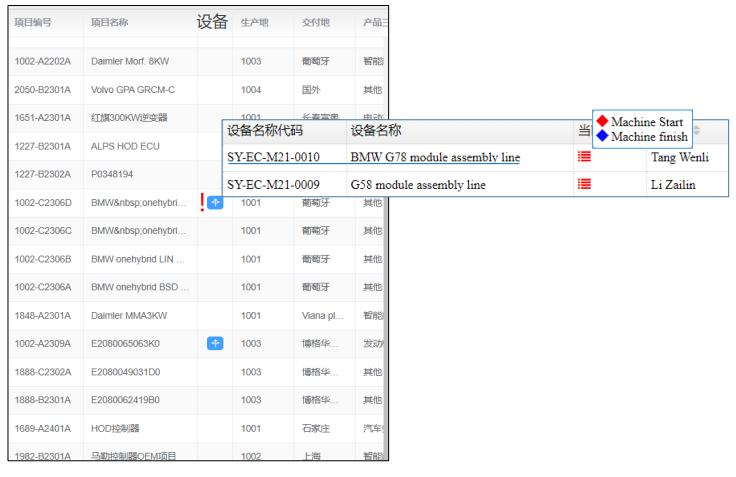 项目编号 项目名称 设备 生产地 交付地 产品三
1002-A2202A Daimler Morf. 8KW 1003 葡萄牙 智能
2050-B2301A Volvo GPA GRCM-C 1004 国外 其他
1651-A2301A 红旗300KW逆变器 1001 长春富奥 电动
1227-B2301A ALPS HOD ECU
1227-B2302A P0348194
设备名称代码 设备名称 当
Machine Start
Machine finish
SY-EC-M21-0010 BMW G78 module assembly line Tang Wenli
SY-EC-M21-0009 G58 module assembly line Li Zailin
1002-C2306D BMW&nbsp;onehybri... ! 1001 葡萄牙 其他
1002-C2306C BMW&nbsp;onehybri... 1001 葡萄牙 其他
1002-C2306B BMW onehybrid LIN ... 1001 葡萄牙 其他
1002-C2306A BMW onehybrid BSD ... 1001 葡萄牙 其他
1848-A2301A Daimler MMA3KW 1001 Viana pl... 智能
1002-A2309A E2080065063K0 1003 博格华... 发动
1888-C2302A E2080049031D0 1003 博格华... 其他
1888-B2301A E2080062419B0 1003 博格华... 其他
1689-A2401A HOD控制器 1001 石家庄 汽车
1982-B2301A 马勒控制器OEM项目 1002 上海 智能